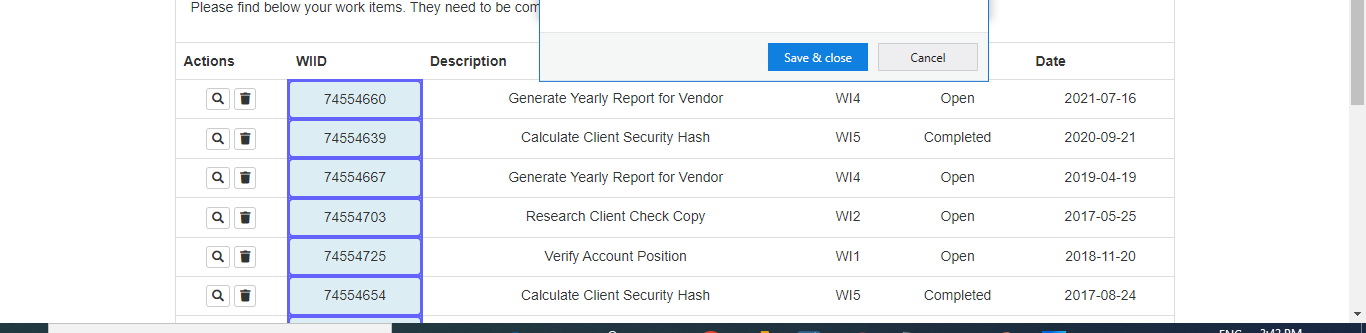 Please find below your work items. They need to be com
Save & close Cancel
Actions WIID Description Date
74554660 Generate Yearly Report for Vendor WI4 Open 2021-07-16
74554639 Calculate Client Security Hash WI5 Completed 2020-09-21
74554667 Generate Yearly Report for Vendor WI4 Open 2019-04-19
74554703 Research Client Check Copy WI2 Open 2017-05-25
74554725 Verify Account Position WI1 Open 2018-11-20
74554654 Calculate Client Security Hash WI5 Completed 2017-08-24